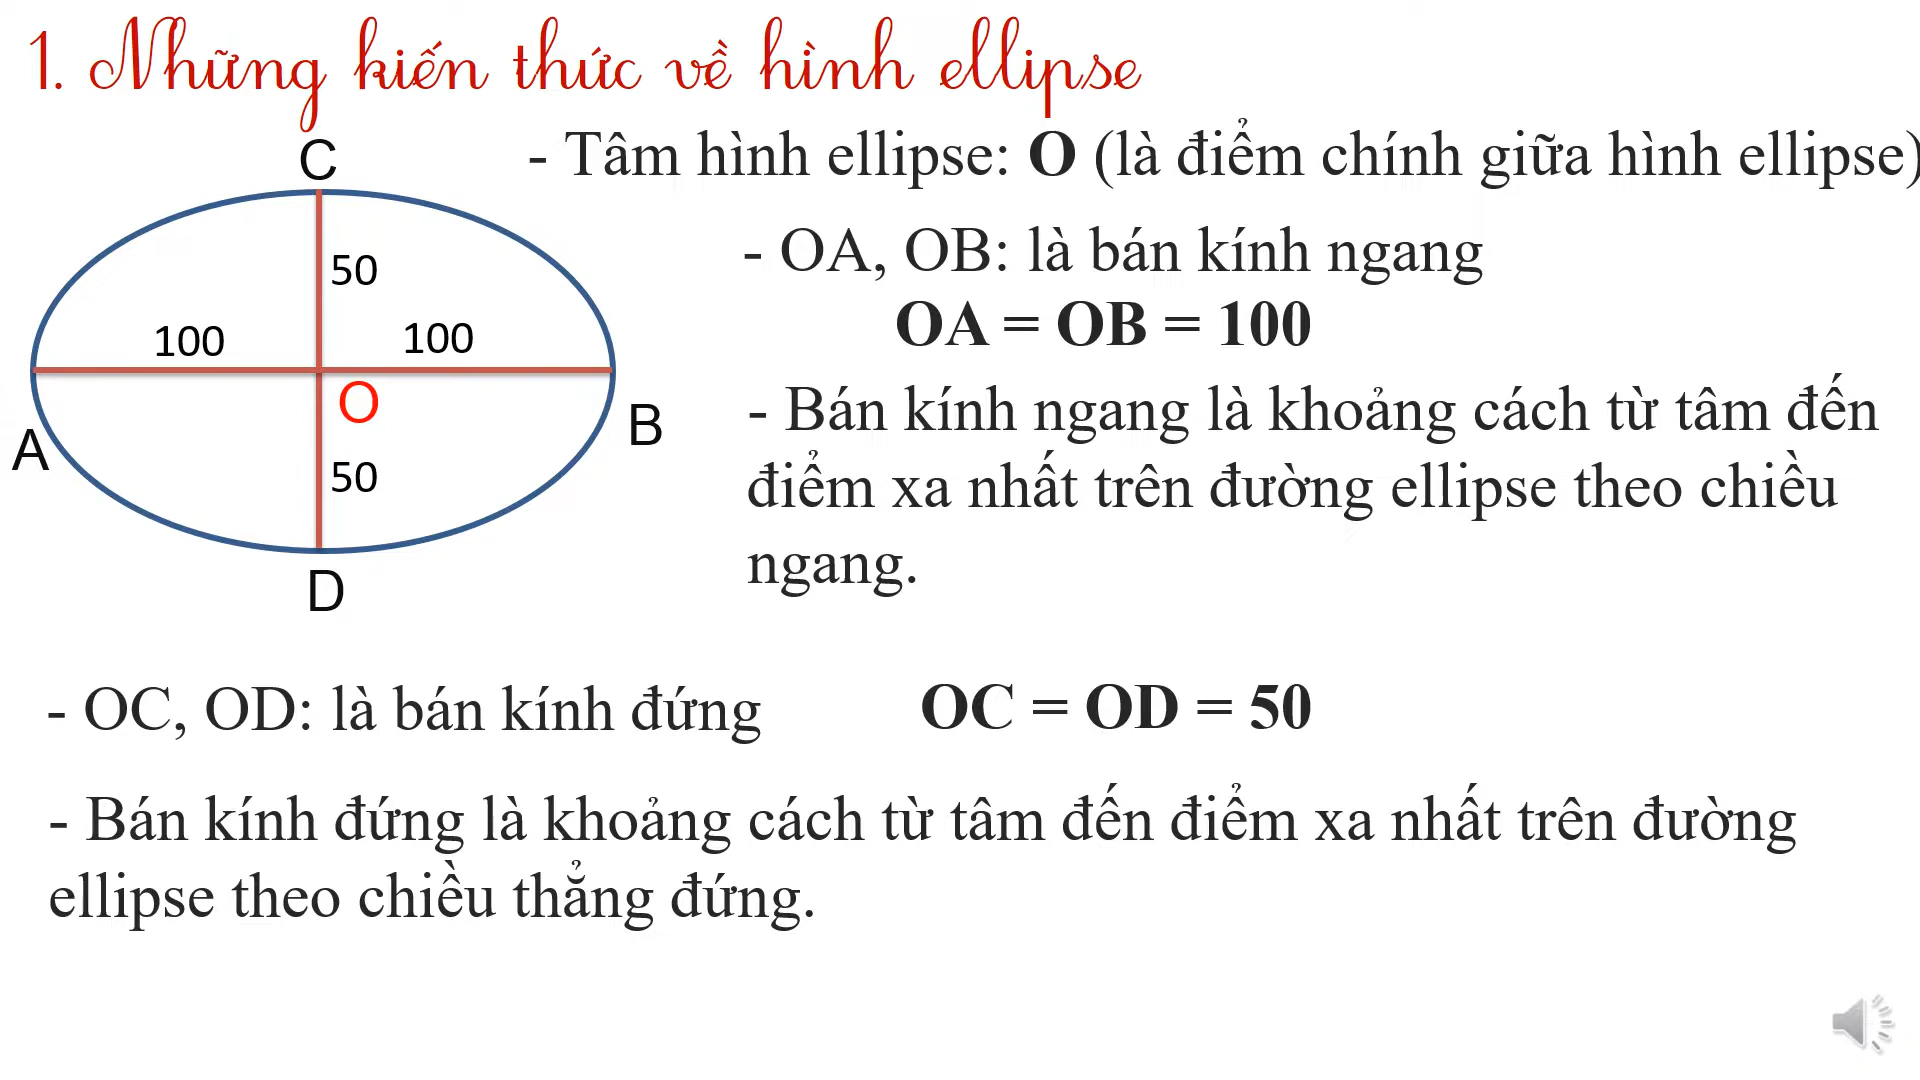 1. Những kiến thức về hình ellipse
C
- Tâm hình ellipse: O (là điểm chính giữa hình ellipse)
50
100
100
O
A
B
50
D
- OA, OB: là bán kính ngang
OA = OB = 100
- Bán kính ngang là khoảng cách từ tâm đến
điểm xa nhất trên đường ellipse theo chiều
ngang.
- OC, OD: là bán kính đứng
OC = OD = 50
- Bán kính đứng là khoảng cách từ tâm đến điểm xa nhất trên đường
ellipse theo chiều thẳng đứng.